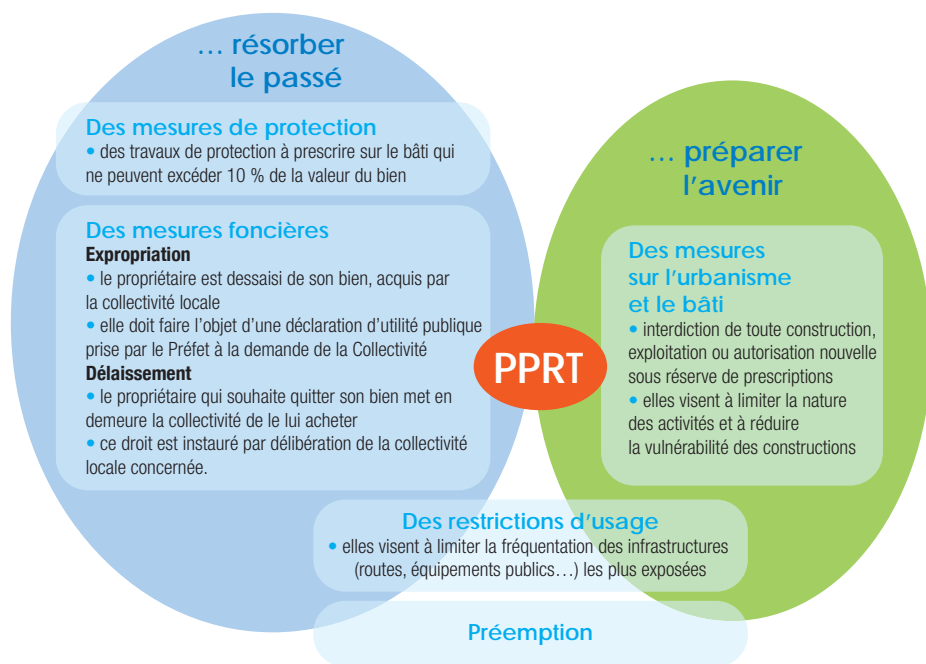 … résorber
le passé
Des mesures de protection
• des travaux de protection à prescrire sur le bâti qui
ne peuvent excéder 10 % de la valeur du bien
Des mesures foncières
Expropriation
• le propriétaire est dessaisi de son bien, acquis par
la collectivité locale
• elle doit faire l'objet d'une déclaration d'utilité publique
prise par le Préfet à la demande de la Collectivité
Délaissement
• le propriétaire qui souhaite quitter son bien met en
demeure la collectivité de le lui acheter
• ce droit est instauré par délibération de la collectivité
locale concernée.
PPRT
… préparer
l'avenir
Des mesures
sur l'urbanisme
et le bâti
• interdiction de toute construction,
exploitation ou autorisation nouvelle
sous réserve de prescriptions
• elles visent à limiter la nature
des activités et à réduire
la vulnérabilité des constructions
Des restrictions d'usage
• elles visent à limiter la fréquentation des infrastructures
(routes, équipements publics…) les plus exposées
Préemption